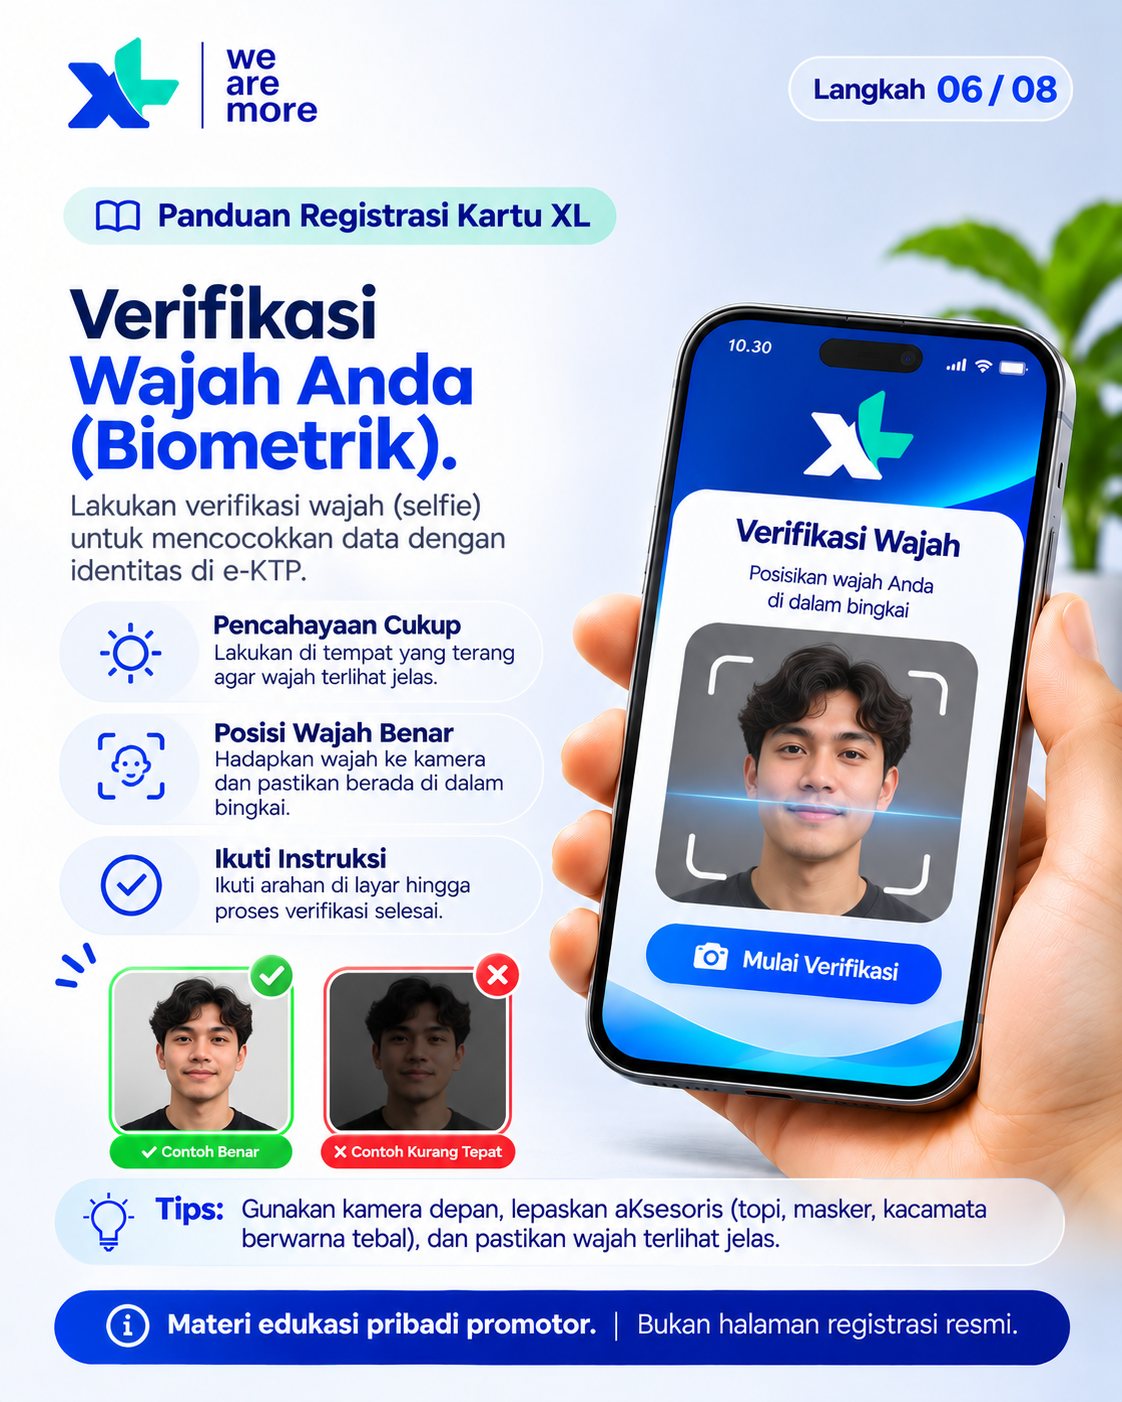 XL
we
are
more
Langkah 06 / 08
Panduan Registrasi Kartu XL
Verifikasi
Wajah Anda
(Biometrik).
Lakukan verifikasi wajah (selfie)
untuk mencocokkan data dengan
identitas di e-KTP.
Pencahayaan Cukup
Lakukan di tempat yang terang
agar wajah terlihat jelas.
Posisi Wajah Benar
Hadapkan wajah ke kamera
dan pastikan berada di dalam
bingkai.
Ikuti Instruksi
Ikuti arahan di layar hingga
proses verifikasi selesai.
10.30
XL
Verifikasi Wajah
Posisikan wajah Anda
di dalam bingkai
Mulai Verifikasi
Contoh Benar
Contoh Kurang Tepat
Tips: Gunakan kamera depan, lepaskan aKsesoris (topi, masker, kacamata
berwarna tebal), dan pastikan wajah terlihat jelas.
Materi edukasi pribadi promotor. | Bukan halaman registrasi resmi.